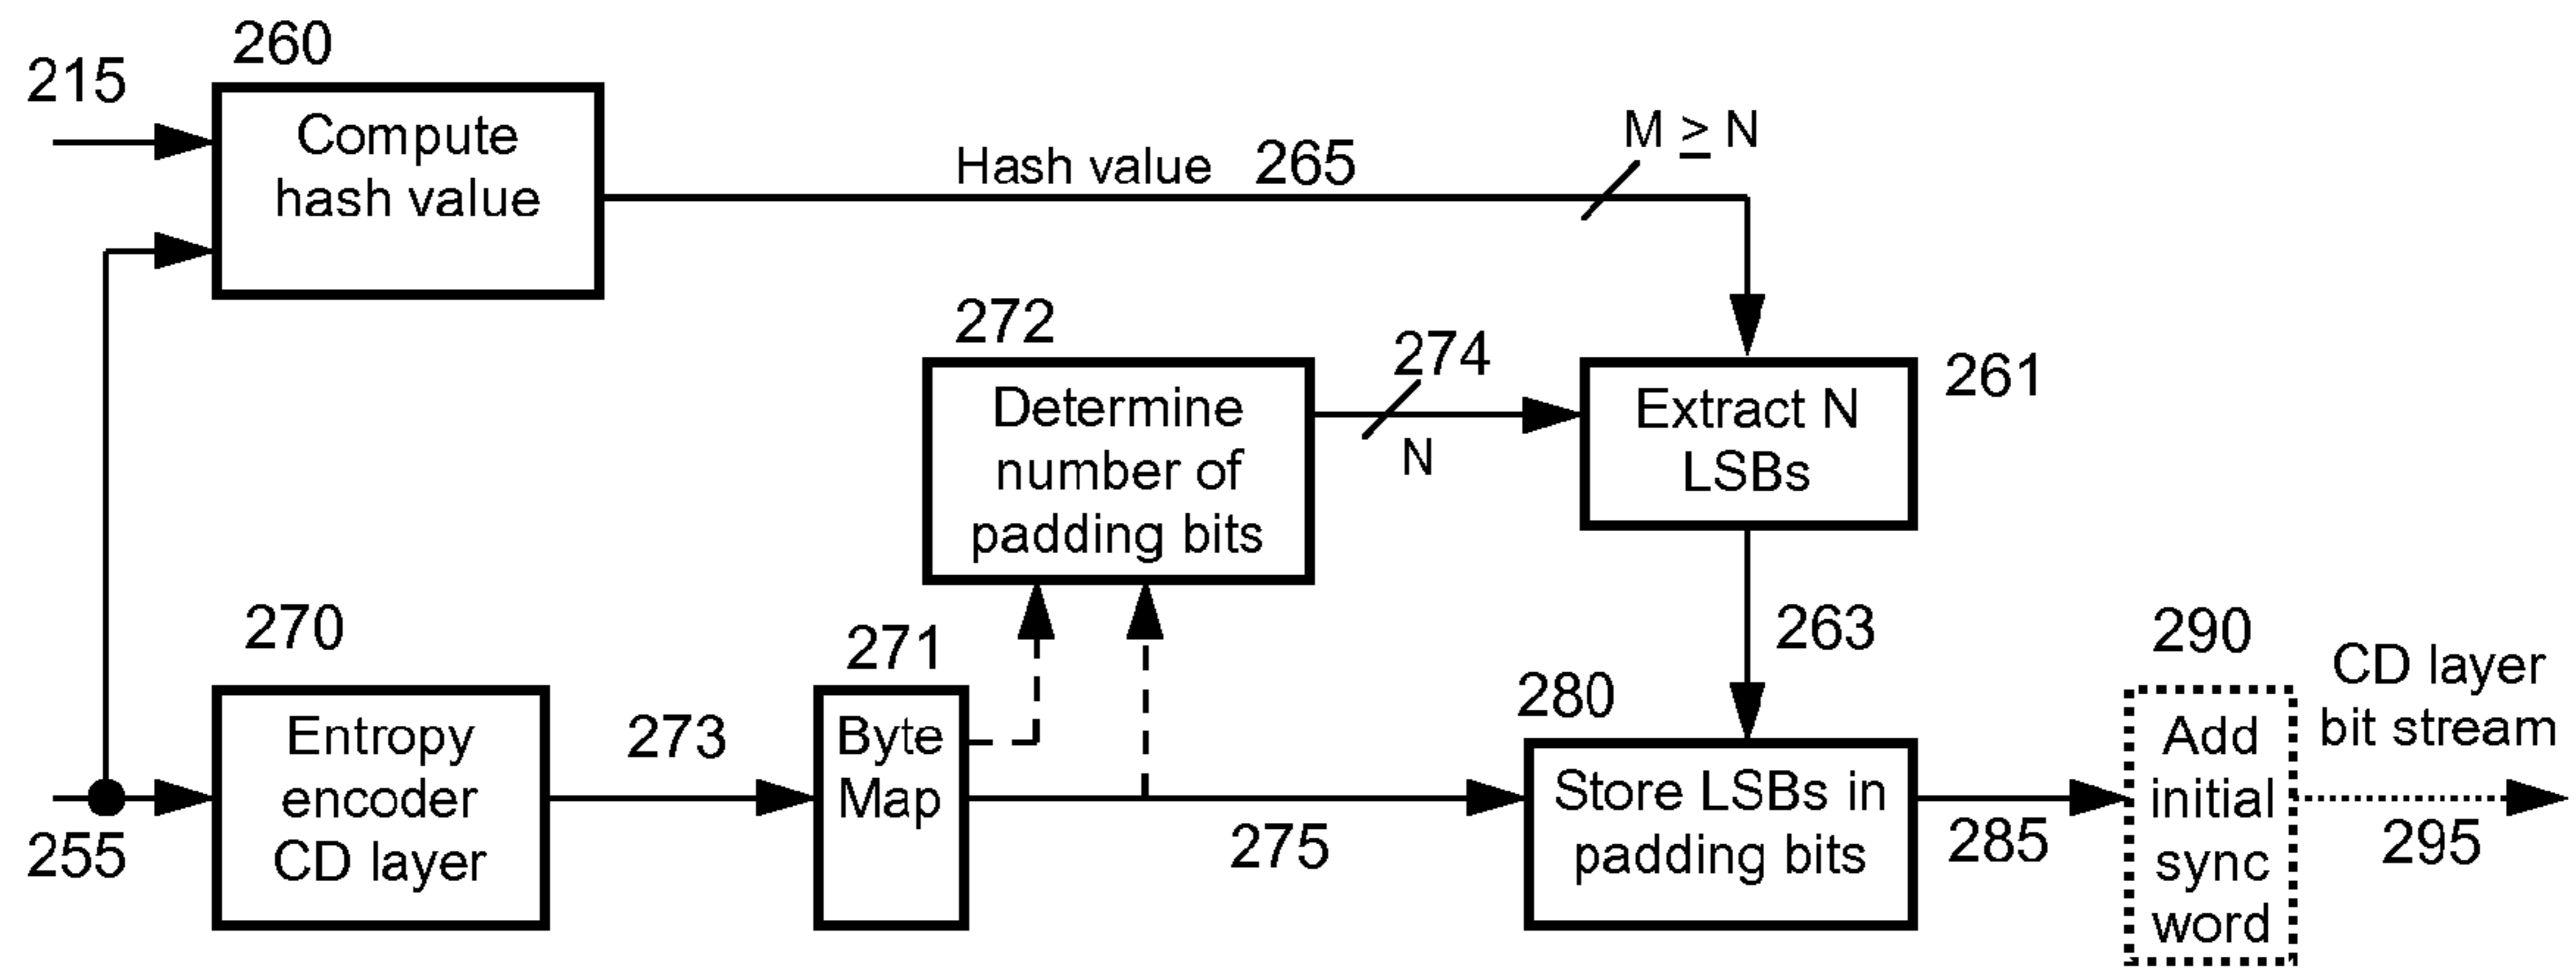 260
215
Compute
hash value
Hash value 265
M ≥ N
272
274
Determine
number of
padding bits
N
Extract N
LSBs
261
270
271
263
290
CD layer
bit stream
Entropy
encoder
CD layer
273
Byte
Map
280
Store LSBs in
padding bits
Add
initial
sync
word
255
275
285
295